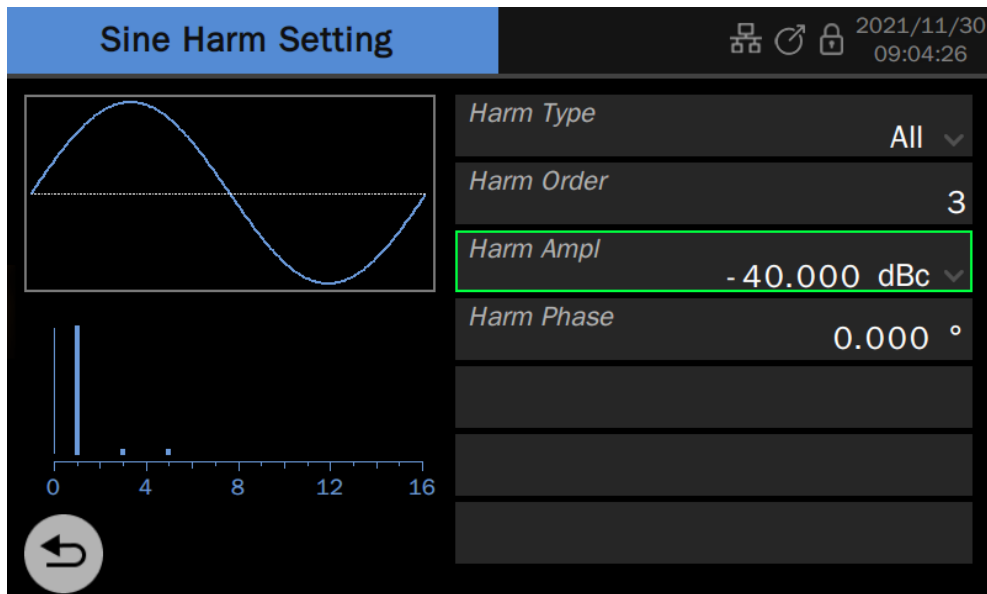 Sine Harm Setting
2021/11/30
09:04:26
Harm Type
All
Harm Order
3
Harm Ampl
-40.000 dBc
Harm Phase
0.000 °
0 4 8 12 16